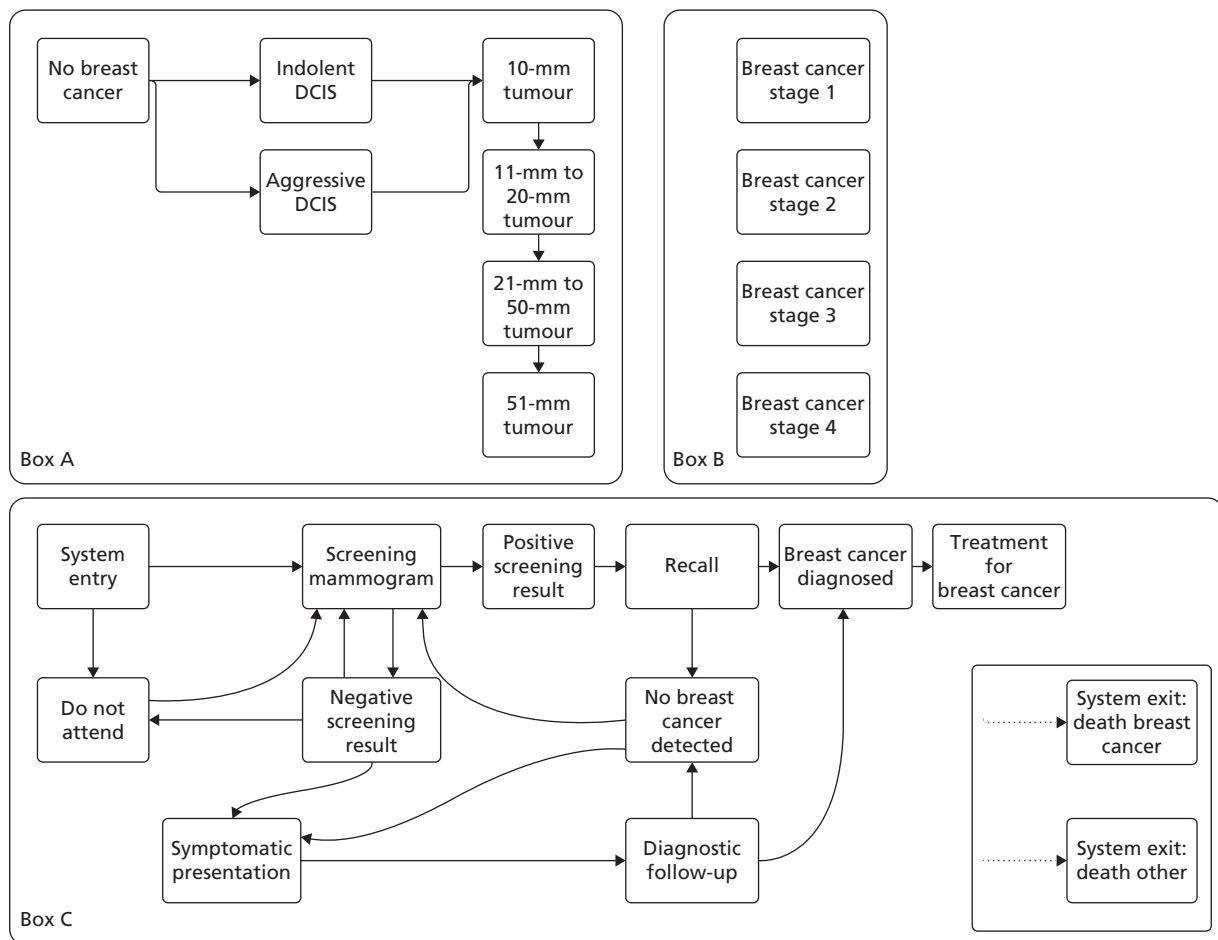 No breast
cancer
Indolent
DCIS
10-mm
tumour
Aggressive
DCIS
11-mm to
20-mm
tumour
21-mm to
50-mm
tumour
51-mm
tumour
Box A
Breast cancer
stage 1
Breast cancer
stage 2
Breast cancer
stage 3
Breast cancer
stage 4
Box B
System
entry
Screening
mammogram
Positive
screening
result
Recall
Breast cancer
diagnosed
Treatment
for
breast cancer
Do not
attend
Negative
screening
result
No breast
cancer
detected
System exit:
death breast
cancer
Symptomatic
presentation
Diagnostic
follow-up
System exit:
death other
Box C